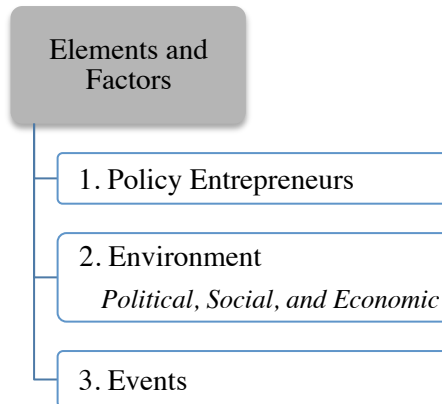 Elements and
Factors
1. Policy Entrepreneurs
2. Environment
Political, Social, and Economic
3. Events